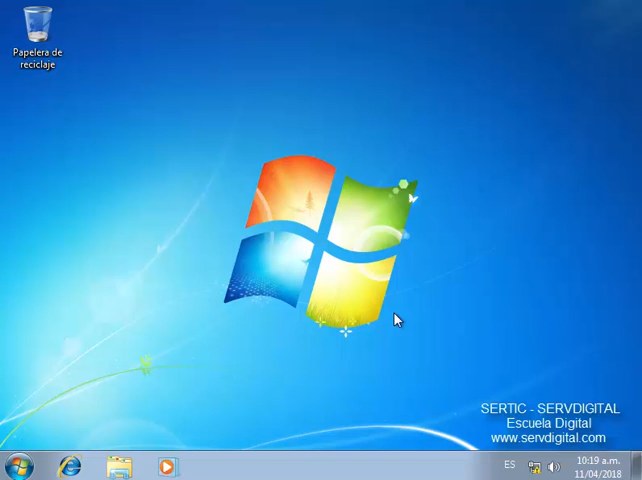 Papelera de
reciclaje
SERTIC - SERVDIGITAL
Escuela Digital
www.servdigital.com
ES
10:19 a.m.
11/04/2018